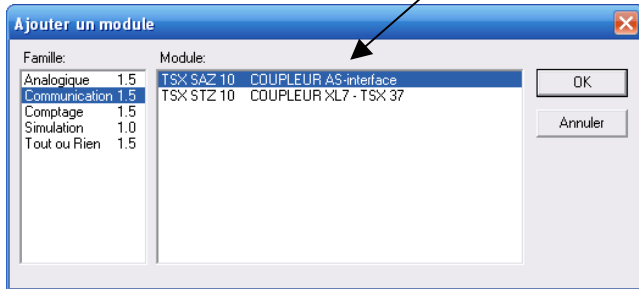 Ajouter un module
Famille: Module:
Analogique 1.5 TSX SAZ 10 COUPLEUR AS-interface OK
Communication 1.5 TSX STZ 10 COUPLEUR XL7 - TSX 37
Comptage 1.5
Simulation 1.0 Annuler
Tout ou Rien 1.5